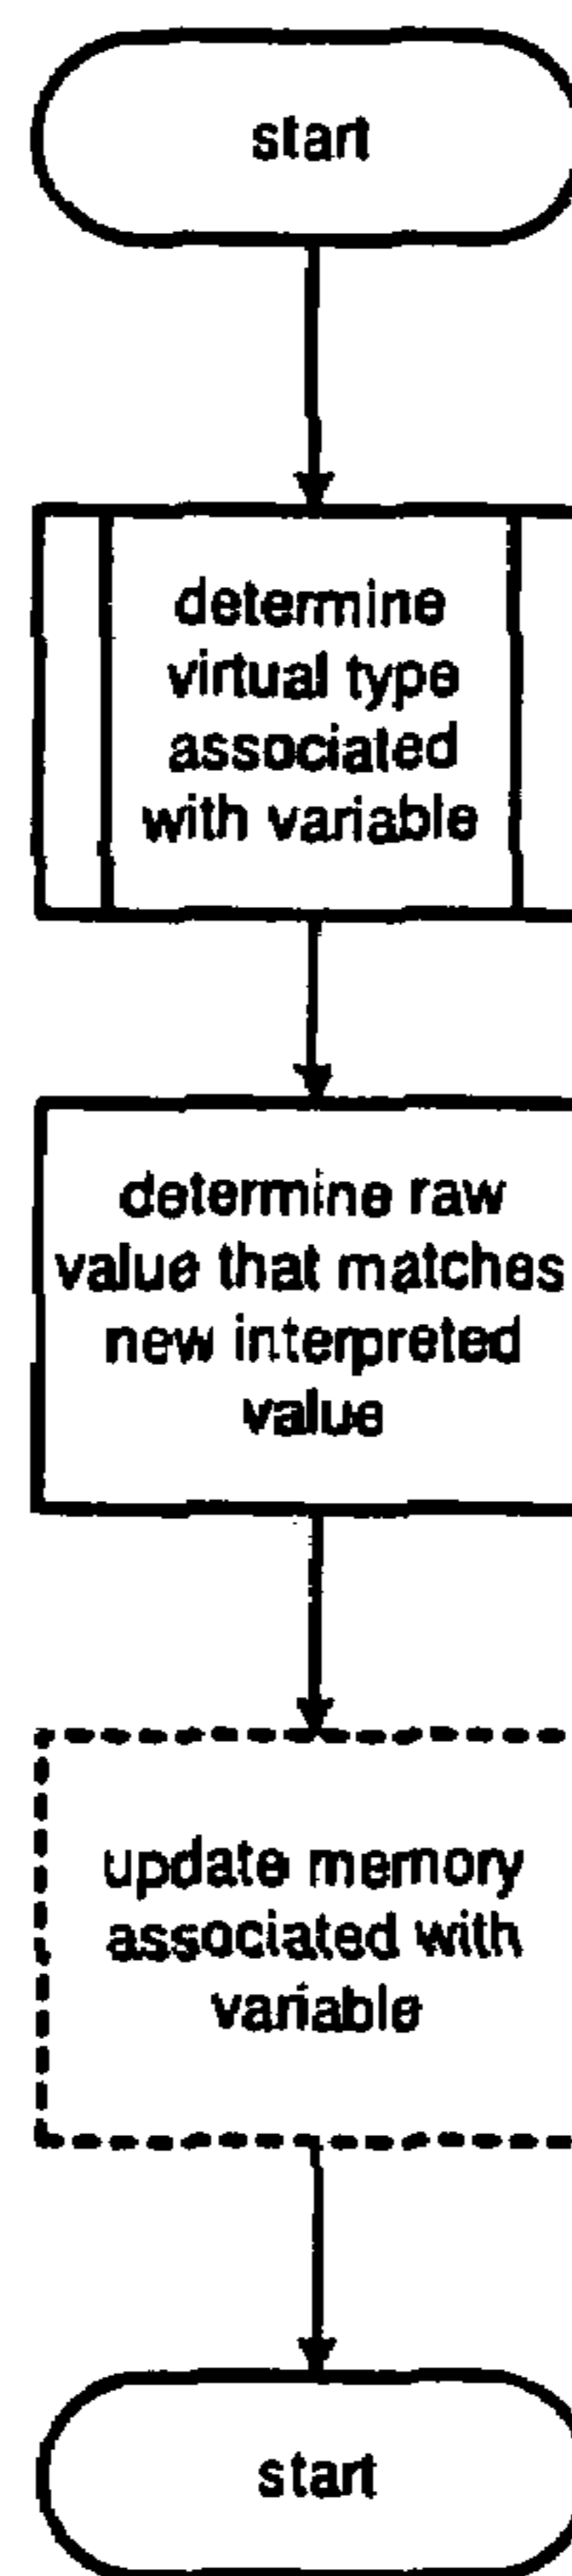 start
determine
virtual type
associated
with variable
determine raw
value that matches
new interpreted
value
update memory
associated with
variable
start